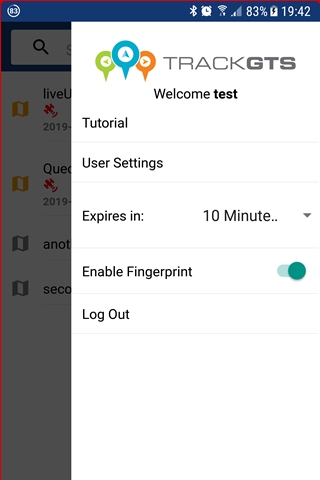 83
83% 19:42
TRACKGTS
Welcome test
Tutorial
User Settings
Expires in:
10 Minute..
Enable Fingerprint
Log Out
S
liveU
2019-
Quec
2019-
anot
seco